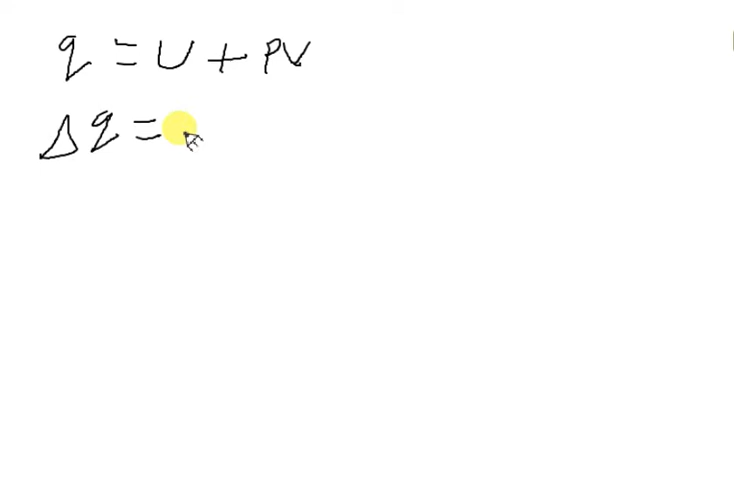 q = U + PV
Δq =